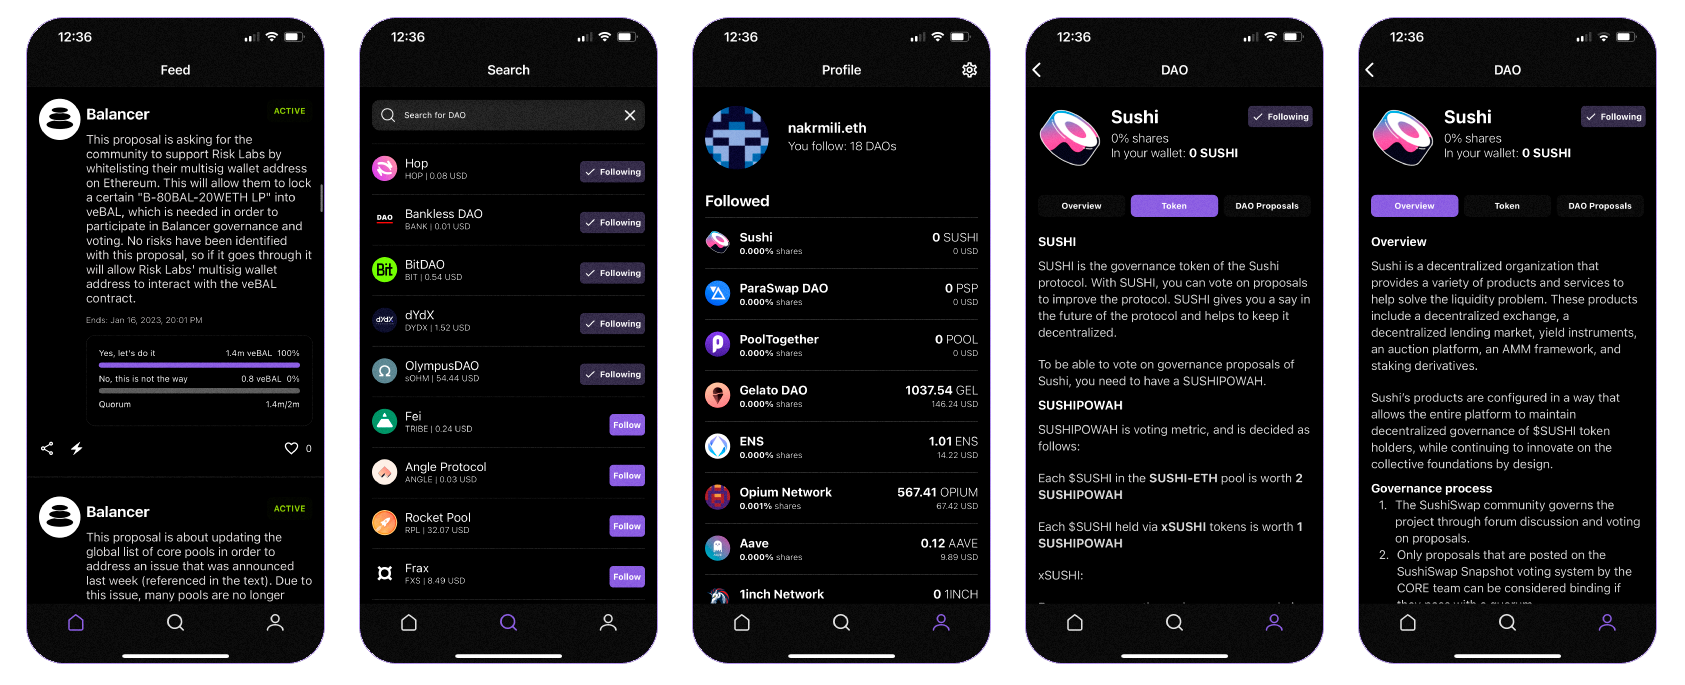 12:36
Feed
Balancer
ACTIVE
This proposal is asking for the
community to support Risk Labs by
whitelisting their multisig wallet address
on Ethereum. This will allow them to lock
a certain "B-80BAL-20WETH LP" into
veBAL, which is needed in order to
participate in Balancer governance and
voting. No risks have been identified
with this proposal, so if it goes through it
will allow Risk Labs' multisig wallet
address to interact with the veBAL
contract.
Ends: Jan 16, 2023, 20:01 PM
Yes, let's do it 1.4m veBAL 100%
No, this is not the way 0.8 veBAL 0%
Quorum 1.4m/2m
0
Balancer
ACTIVE
This proposal is about updating the
global list of core pools in order to
address an issue that was announced
last week (referenced in the text). Due to
this issue, many pools are no longer
12:36
Search
Search for DAO
Hop
HOP | 0.08 USD
Following
DAO
Bankless DAO
BANK | 0.01 USD
Following
Bit
BitDAO
BIT | 0.54 USD
Following
dYdX
dYdX
DYDX | 1.52 USD
Following
OlympusDAO
sOHM | 54.44 USD
Following
Fei
TRIBE | 0.24 USD
Follow
Angle Protocol
ANGLE | 0.03 USD
Follow
Rocket Pool
RPL | 32.07 USD
Follow
Frax
FXS | 8.49 USD
Follow
12:36
Profile
nakrmili.eth
You follow: 18 DAOs
Followed
Sushi 0 SUSHI
0.000% shares 0 USD
ParaSwap DAO 0 PSP
0.000% shares 0 USD
PoolTogether 0 POOL
0.000% shares 0 USD
Gelato DAO 1037.54 GEL
0.000% shares 146.24 USD
ENS 1.01 ENS
0.000% shares 14.22 USD
Opium Network 567.41 OPIUM
0.001% shares 67.42 USD
Aave 0.12 AAVE
0.000% shares 9.89 USD
1inch Network 0 1INCH
12:36
DAO
Sushi
Following
0% shares
In your wallet: 0 SUSHI
Overview Token DAO Proposals
SUSHI
SUSHI is the governance token of the Sushi
protocol. With SUSHI, you can vote on proposals
to improve the protocol. SUSHI gives you a say in
the future of the protocol and helps to keep it
decentralized.
To be able to vote on governance proposals of
Sushi, you need to have a SUSHIPOWAH.
SUSHIPOWAH
SUSHIPOWAH is voting metric, and is decided as
follows:
Each $SUSHI in the SUSHI-ETH pool is worth 2
SUSHIPOWAH
Each $SUSHI held via xSUSHI tokens is worth 1
SUSHIPOWAH
xSUSHI:
12:36
DAO
Sushi
Following
0% shares
In your wallet: 0 SUSHI
Overview Token DAO Proposals
Overview
Sushi is a decentralized organization that
provides a variety of products and services to
help solve the liquidity problem. These products
include a decentralized exchange, a
decentralized lending market, yield instruments,
an auction platform, an AMM framework, and
staking derivatives.
Sushi's products are configured in a way that
allows the entire platform to maintain
decentralized governance of $SUSHI token
holders, while continuing to innovate on the
collective foundations by design.
Governance process
1. The SushiSwap community governs the
project through forum discussion and voting
on proposals.
2. Only proposals that are posted on the
SushiSwap Snapshot voting system by the
CORE team can be considered binding if
they pass with a quorum